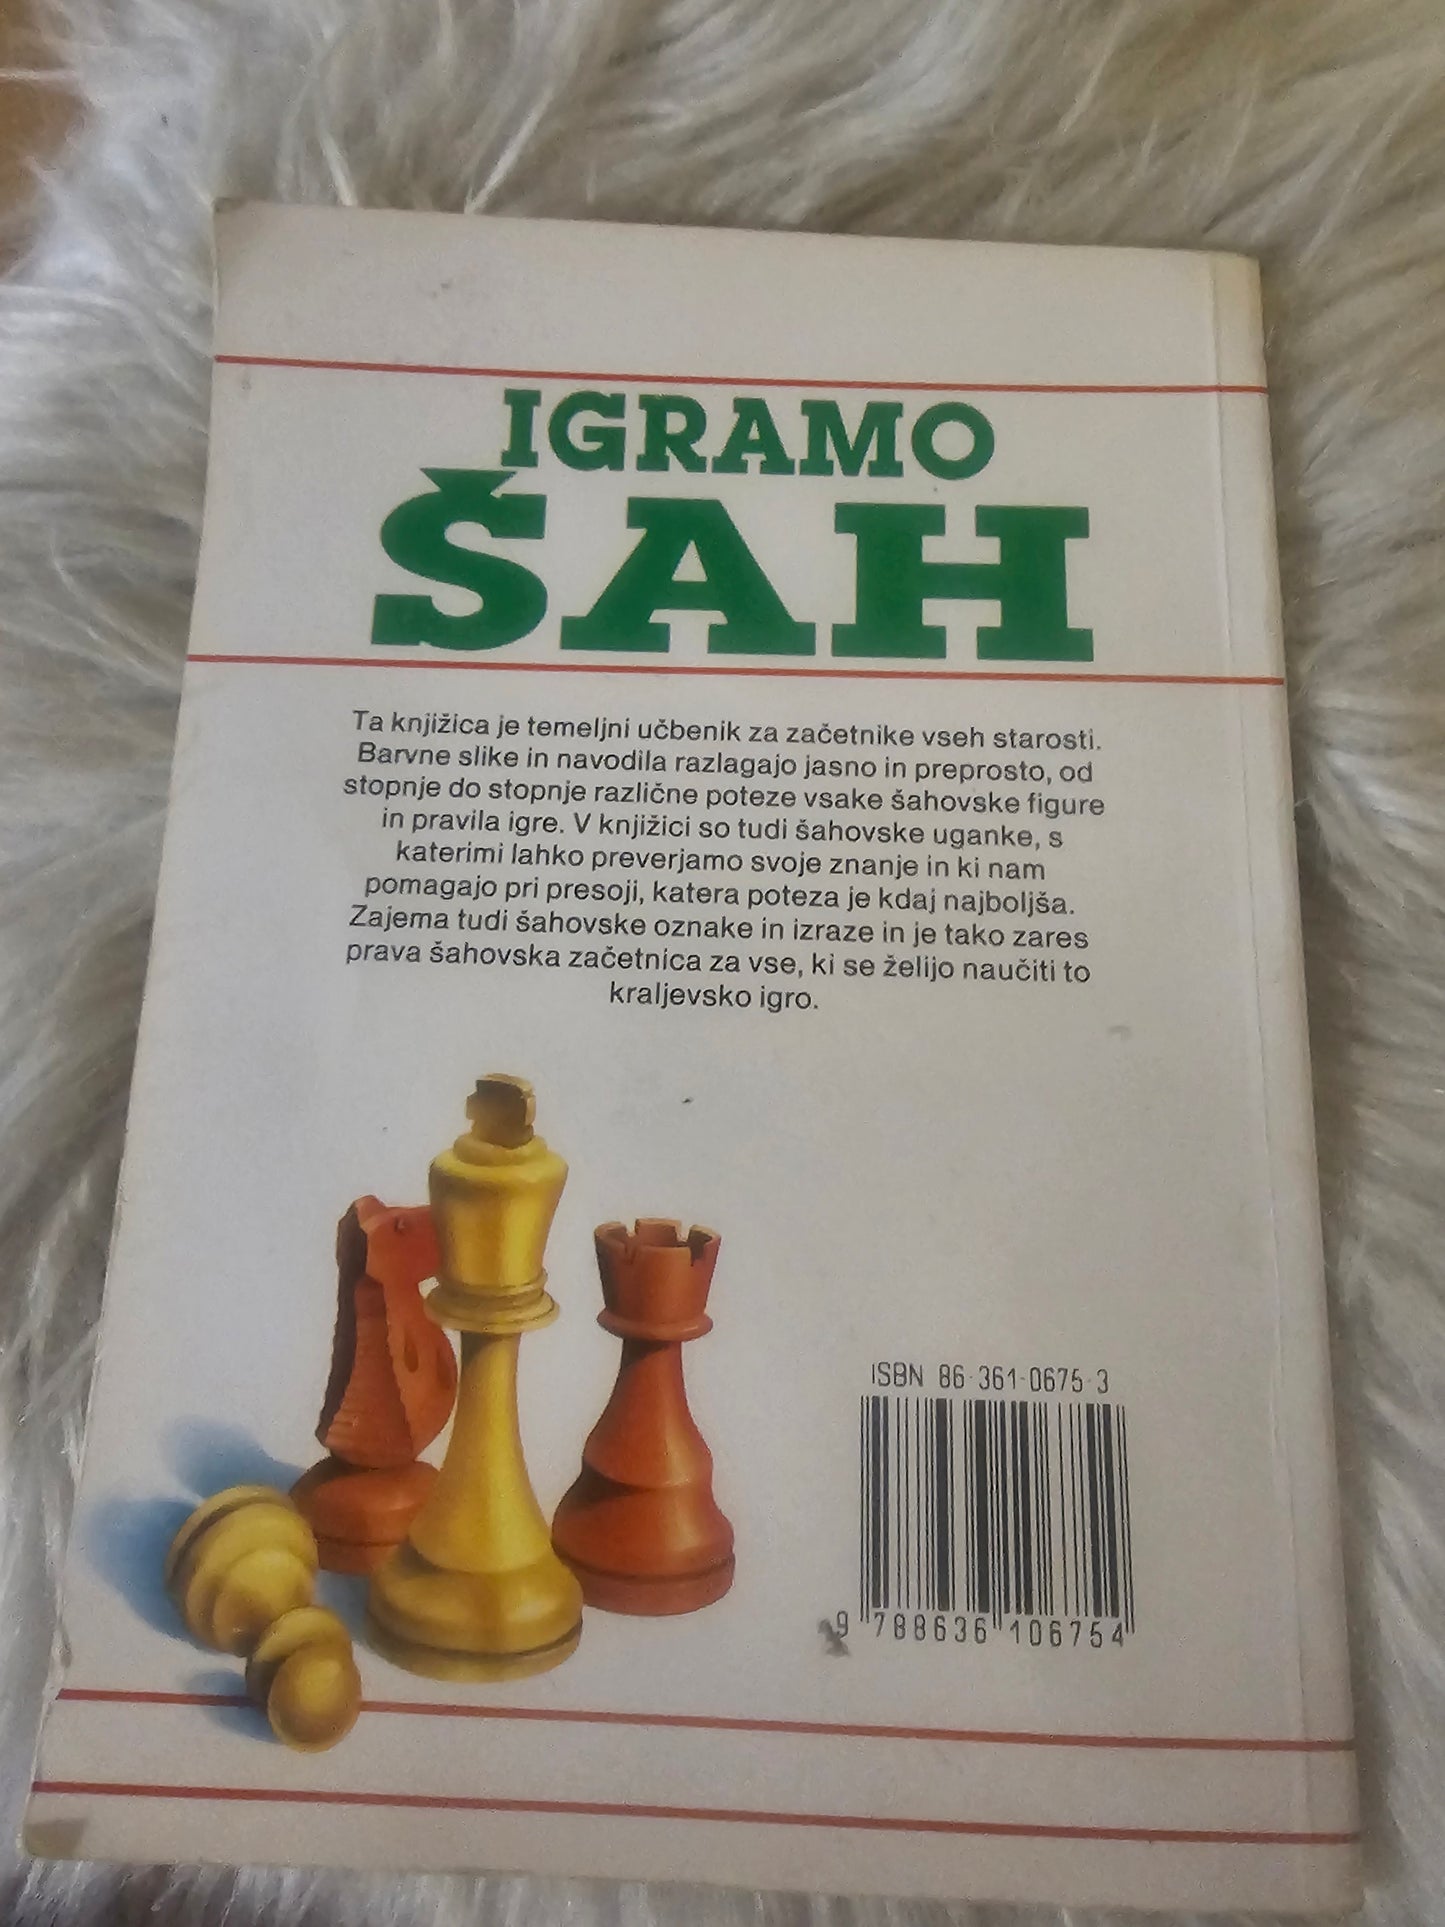 IGRAMO
ŠAH
Ta knjižica je temeljni učbenik za začetnike vseh starosti.
Barvne slike in navodila razlagajo jasno in preprosto, od
stopnje do stopnje različne poteze vsake šahovske figure
in pravila igre. V knjižici so tudi šahovske uganke, s
katerimi lahko preverjamo svoje znanje in ki nam
pomagajo pri presoji, katera poteza je kdaj najboljša.
Zajema tudi šahovske oznake in izraze in je tako zares
prava šahovska začetnica za vse, ki se želijo naučiti to
kraljevsko igro.
ISBN 86-361-0675-3
9 788636 106754